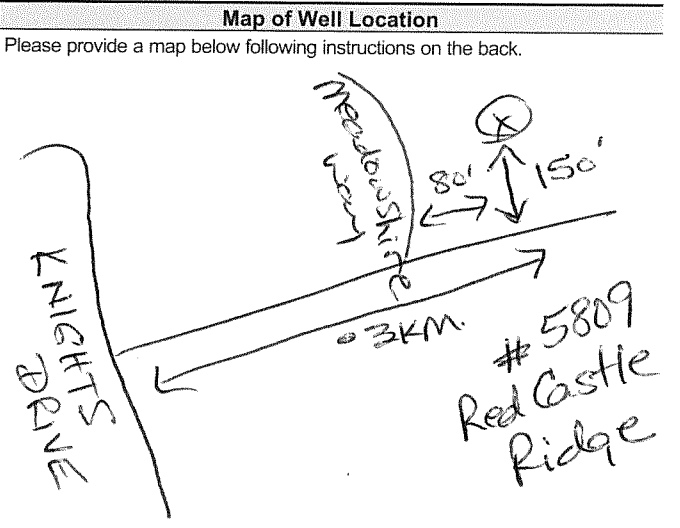 Map of Well Location
Please provide a map below following instructions on the back.
Meadowshire
Way
X
80'
150'
KNIGHTS
DRIVE
.3KM.
#5809
Red Castle
Ridge